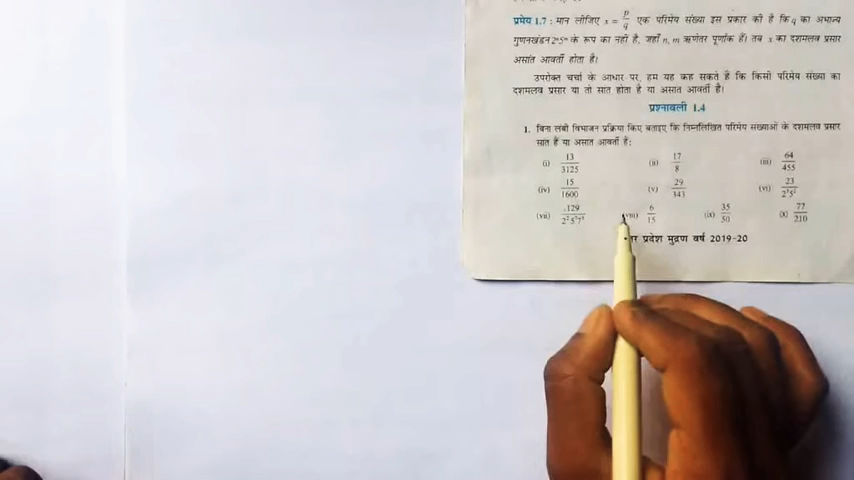 प्रमेय 1.7 : मान लीजिए x = p/q एक परिमेय संख्या इस प्रकार की है कि q का अभाज्य
गुणनखंडन 2ⁿ5ᵐ के रूप का नहीं है, जहाँ n, m ऋणेतर पूर्णांक हैं। तब x का दशमलव प्रसार
असांत आवर्ती होता है।
उपरोक्त चर्चा के आधार पर, हम यह कह सकते हैं कि किसी परिमेय संख्या का
दशमलव प्रसार या तो सांत होता है या असांत आवर्ती है।
प्रश्नावली 1.4
1. बिना लंबी विभाजन प्रक्रिया किए बताइए कि निम्नलिखित परिमेय संख्याओं के दशमलव प्रसार
सांत हैं या असांत आवर्ती हैं:
(i) 13/3125 (ii) 17/8 (iii) 64/455
(iv) 15/1600 (v) 29/343 (vi) 23/2³5²
(vii) 129/2²5⁷7⁵ (viii) 6/15 (ix) 35/50 (x) 77/210
प्रदेश मुद्रण वर्ष 2019-20